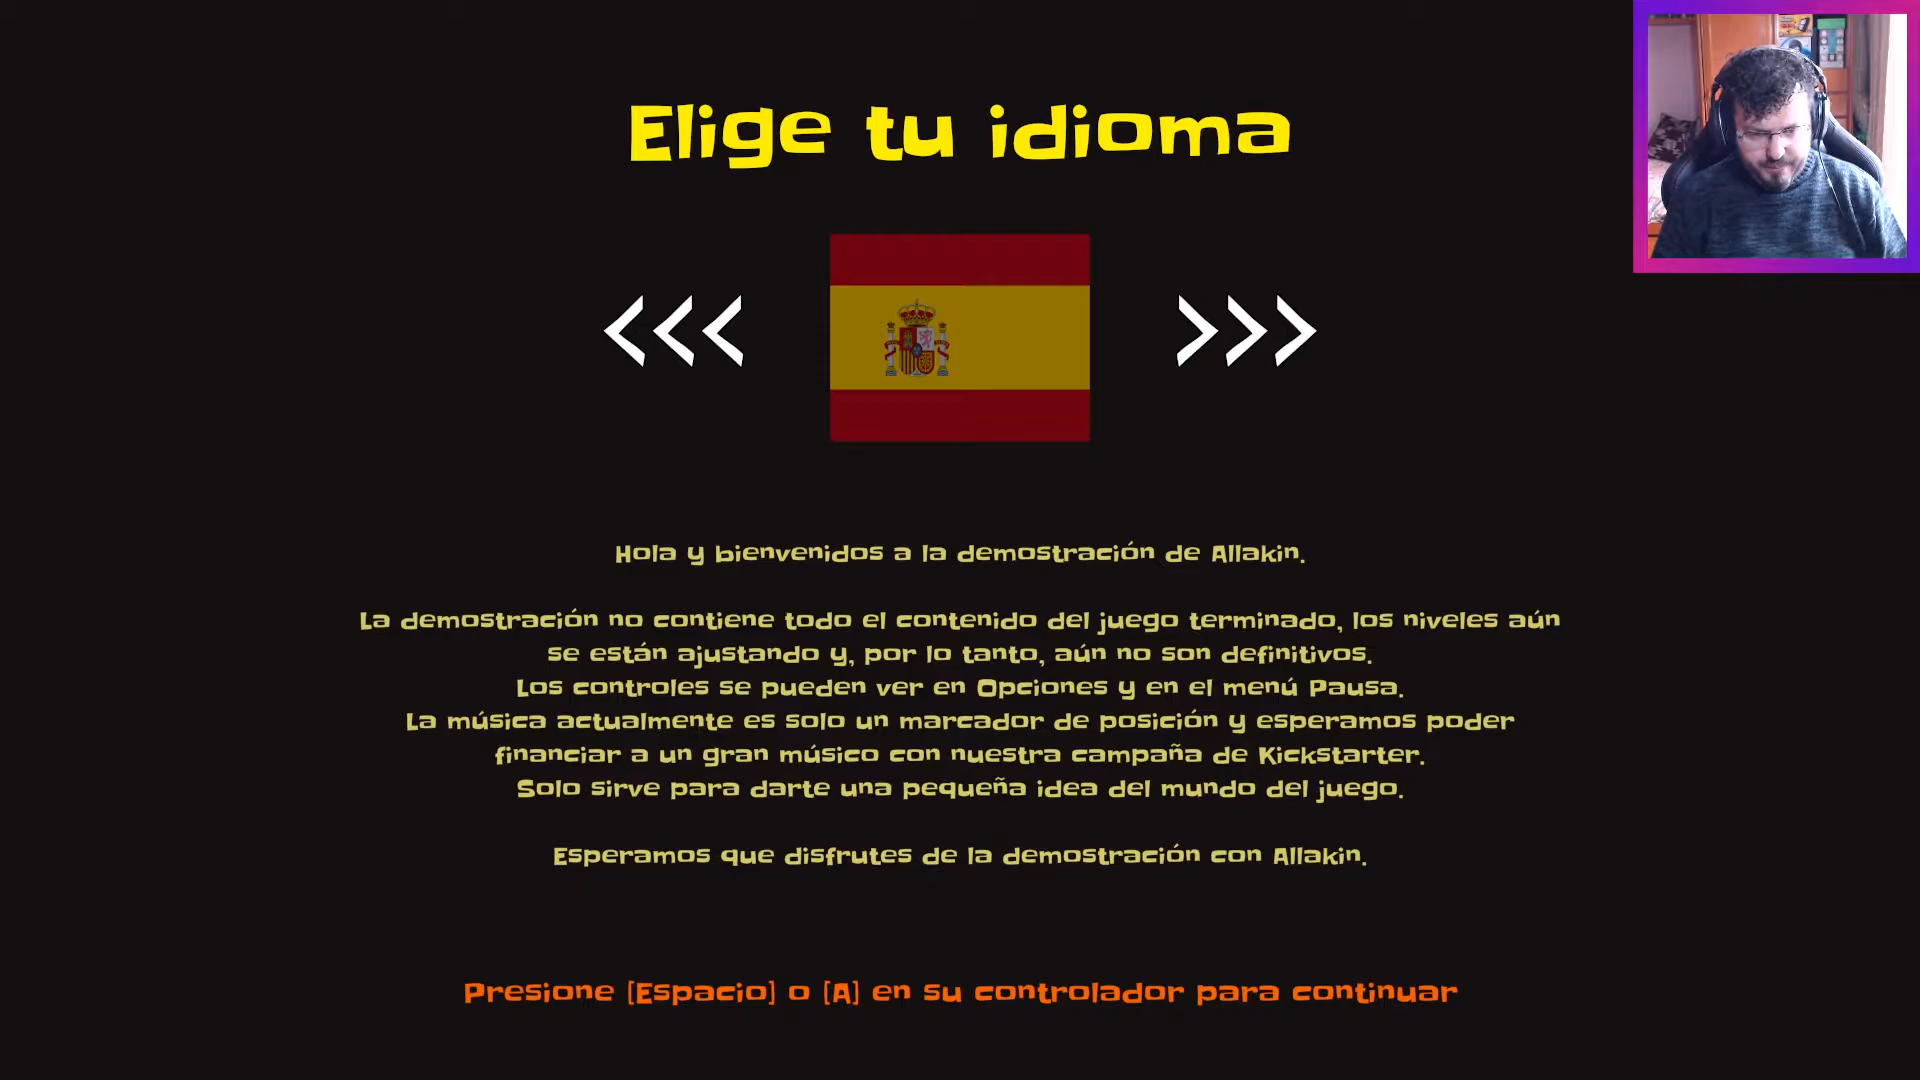 Elige tu idioma
<<< >>>
Hola y bienvenidos a la demostración de Allakin.
La demostración no contiene todo el contenido del juego terminado, los niveles aún
se están ajustando y, por lo tanto, aún no son definitivos.
Los controles se pueden ver en Opciones y en el menú Pausa.
La música actualmente es solo un marcador de posición y esperamos poder
financiar a un gran músico con nuestra campaña de Kickstarter.
Solo sirve para darte una pequeña idea del mundo del juego.
Esperamos que disfrutes de la demostración con Allakin.
Presione [Espacio] o [A] en su controlador para continuar